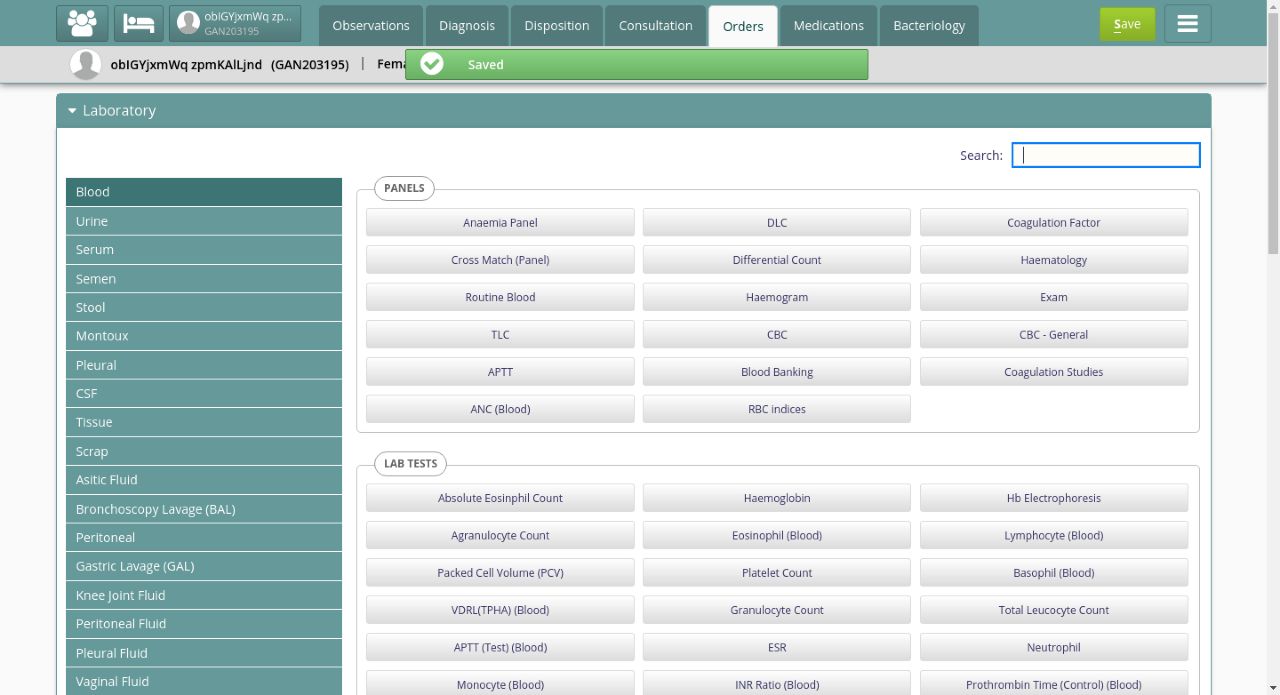 obIGYjxmWq zp...
GAN203195
Observations
Diagnosis
Disposition
Consultation
Orders
Medications
Bacteriology
Save
obIGYjxmWq zpmKAlLjnd (GAN203195) | Fema
Saved
Laboratory
Search:
Blood
Urine
Serum
Semen
Stool
Montoux
Pleural
CSF
Tissue
Scrap
Asitic Fluid
Bronchoscopy Lavage (BAL)
Peritoneal
Gastric Lavage (GAL)
Knee Joint Fluid
Peritoneal Fluid
Pleural Fluid
Vaginal Fluid
PANELS
Anaemia Panel DLC Coagulation Factor
Cross Match (Panel) Differential Count Haematology
Routine Blood Haemogram Exam
TLC CBC CBC - General
APTT Blood Banking Coagulation Studies
ANC (Blood) RBC indices
LAB TESTS
Absolute Eosinphil Count Haemoglobin Hb Electrophoresis
Agranulocyte Count Eosinophil (Blood) Lymphocyte (Blood)
Packed Cell Volume (PCV) Platelet Count Basophil (Blood)
VDRL(TPHA) (Blood) Granulocyte Count Total Leucocyte Count
APTT (Test) (Blood) ESR Neutrophil
Monocyte (Blood) INR Ratio (Blood) Prothrombin Time (Control) (Blood)